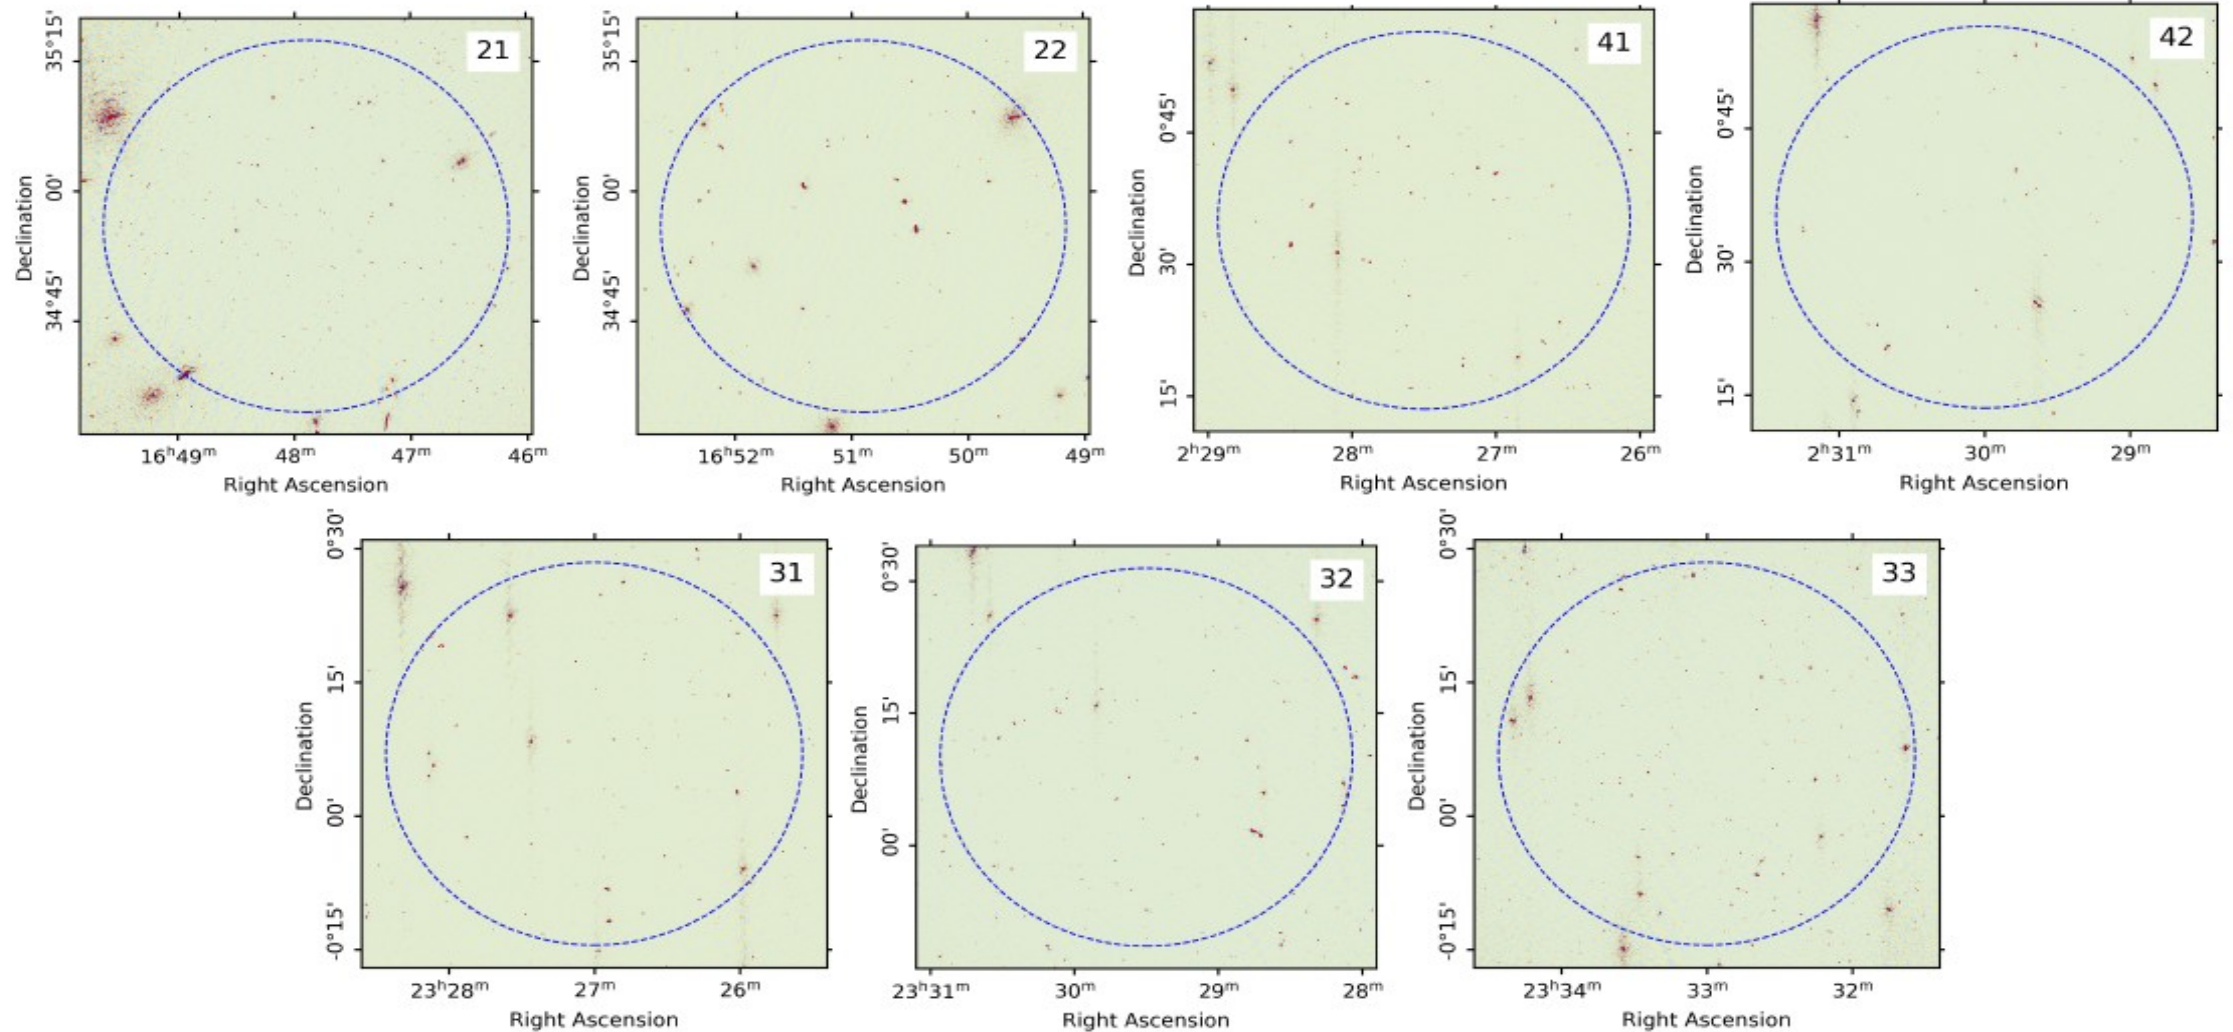 21
35°15'
00'
34°45'
Declination
16ʰ49ᵐ 48ᵐ 47ᵐ 46ᵐ
Right Ascension
22
35°15'
00'
34°45'
Declination
16ʰ52ᵐ 51ᵐ 50ᵐ 49ᵐ
Right Ascension
41
0°45'
30'
15'
Declination
2ʰ29ᵐ 28ᵐ 27ᵐ 26ᵐ
Right Ascension
42
0°45'
30'
15'
Declination
2ʰ31ᵐ 30ᵐ 29ᵐ
Right Ascension
31
0°30'
15'
00'
-0°15'
Declination
23ʰ28ᵐ 27ᵐ 26ᵐ
Right Ascension
32
0°30'
15'
00'
Declination
23ʰ31ᵐ 30ᵐ 29ᵐ 28ᵐ
Right Ascension
33
0°30'
15'
00'
-0°15'
Declination
23ʰ34ᵐ 33ᵐ 32ᵐ
Right Ascension